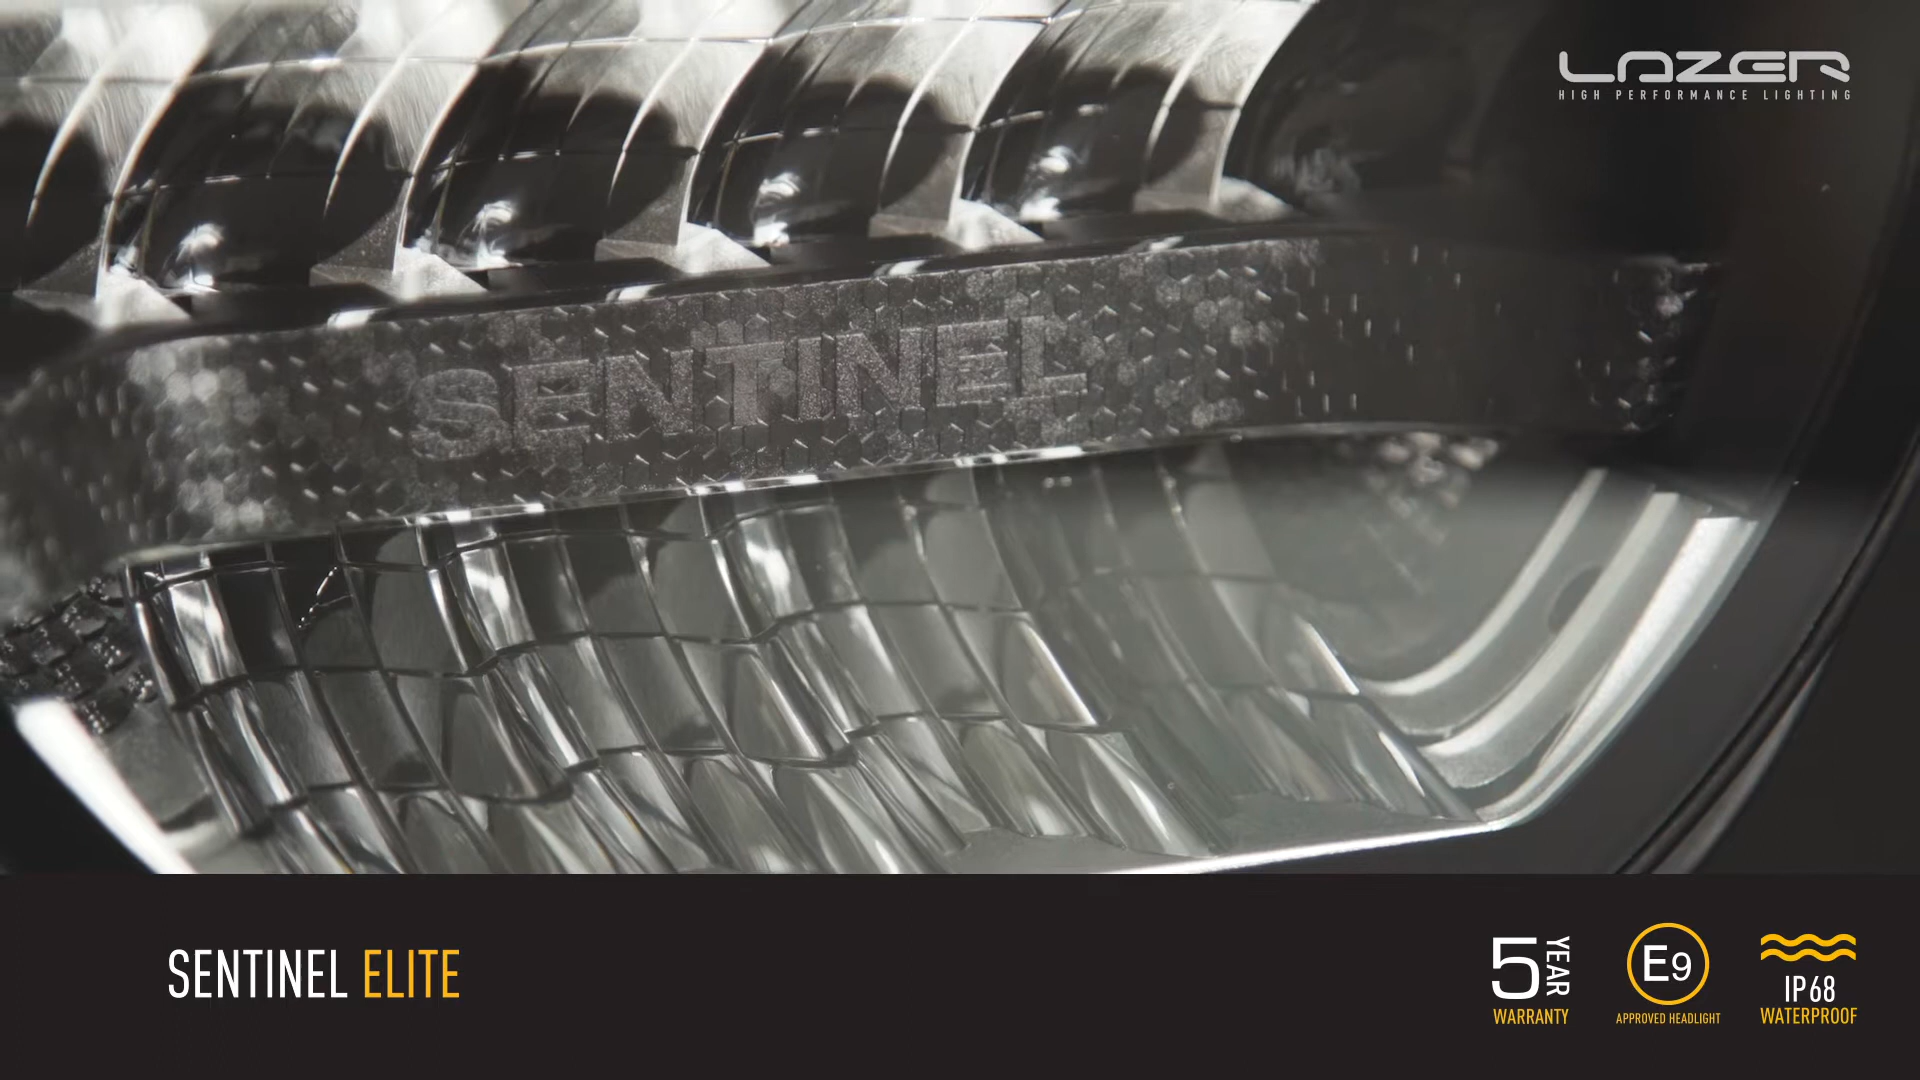 LAZER
HIGH PERFORMANCE LIGHTING
SENTINEL
SENTINEL ELITE
5 YEAR
WARRANTY
E9
APPROVED HEADLIGHT
IP68
WATERPROOF